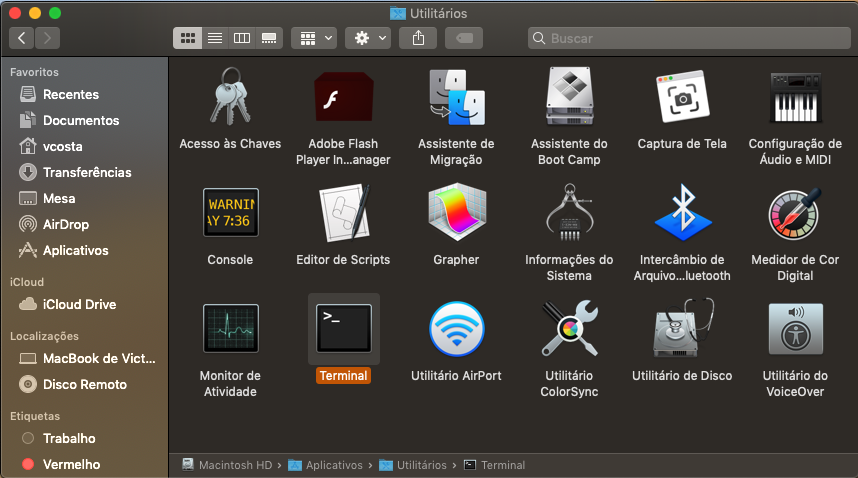 Utilitários
Buscar
Favoritos
Recentes
Documentos
vcosta
Transferências
Mesa
AirDrop
Aplicativos
iCloud
iCloud Drive
Localizações
MacBook de Vict...
Disco Remoto
Etiquetas
Trabalho
Vermelho
Acesso às Chaves
Adobe Flash
Player In...anager
Assistente de
Migração
Assistente do
Boot Camp
Captura de Tela
Configuração de
Áudio e MIDI
WARNIN
AY 7:36
Console
Editor de Scripts
Grapher
Informações do
Sistema
Intercâmbio de
Arquivo...luetooth
Medidor de Cor
Digital
Monitor de
Atividade
>_
Terminal
Utilitário AirPort
Utilitário
ColorSync
Utilitário de Disco
Utilitário do
VoiceOver
Macintosh HD > Aplicativos > Utilitários > Terminal